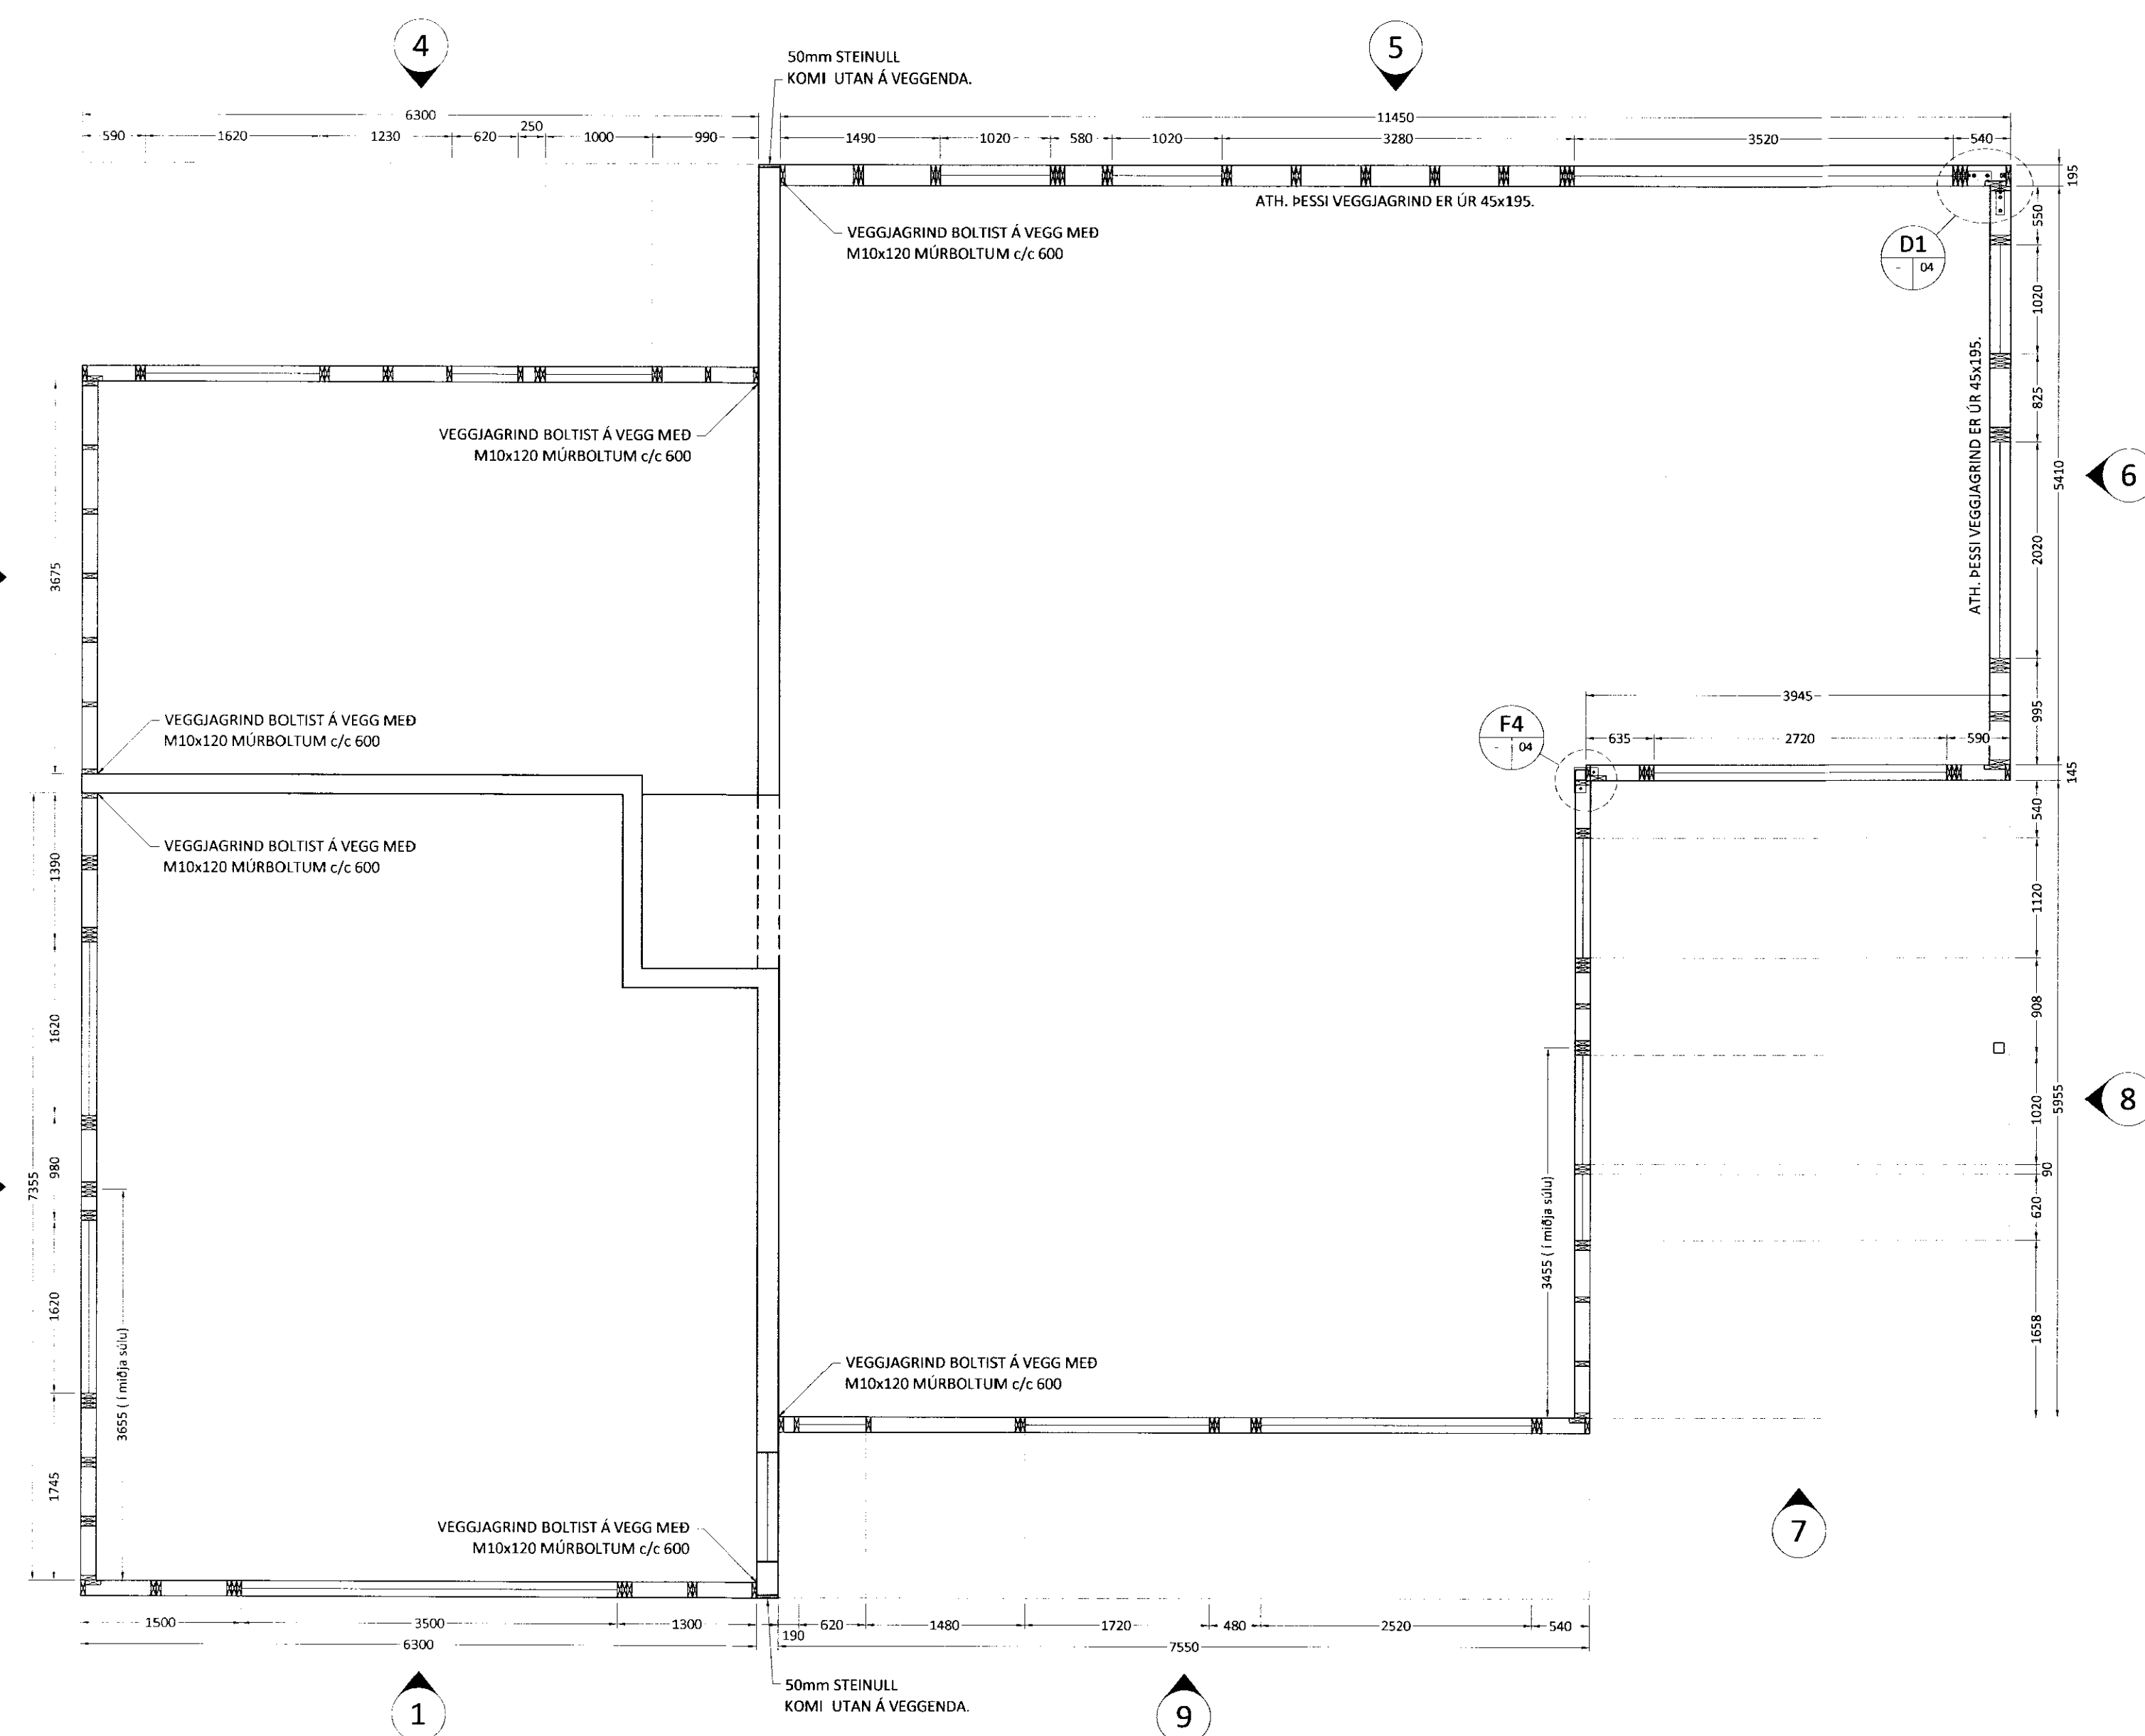 4
5
50mm STEINULL
KOMI UTAN Á VEGGENDA.
6300
11450
590
1620
1230
620
250
1000
990
1490
1020
580
1020
3280
3520
540
195
ATH. ÞESSI VEGGJAGRIND ER ÚR 45x195.
VEGGJAGRIND BOLTIST Á VEGG MEÐ
M10x120 MÚRBOLTUM c/c 600
D1
- 04
550
1020
825
2020
995
5410
ATH. ÞESSI VEGGJAGRIND ER ÚR 45x195.
6
VEGGJAGRIND BOLTIST Á VEGG MEÐ
M10x120 MÚRBOLTUM c/c 600
3675
VEGGJAGRIND BOLTIST Á VEGG MEÐ
M10x120 MÚRBOLTUM c/c 600
3945
F4
- 04
635
2720
590
145
VEGGJAGRIND BOLTIST Á VEGG MEÐ
M10x120 MÚRBOLTUM c/c 600
1390
1620
980
1620
1745
7355
3655 ( í miðja súlu)
540
1120
908
1020
90
620
1658
5955
8
3455 ( í miðja súlu)
VEGGJAGRIND BOLTIST Á VEGG MEÐ
M10x120 MÚRBOLTUM c/c 600
7
VEGGJAGRIND BOLTIST Á VEGG MEÐ
M10x120 MÚRBOLTUM c/c 600
1500
3500
1300
190
620
1480
1720
480
2520
540
6300
7550
50mm STEINULL
KOMI UTAN Á VEGGENDA.
1
9